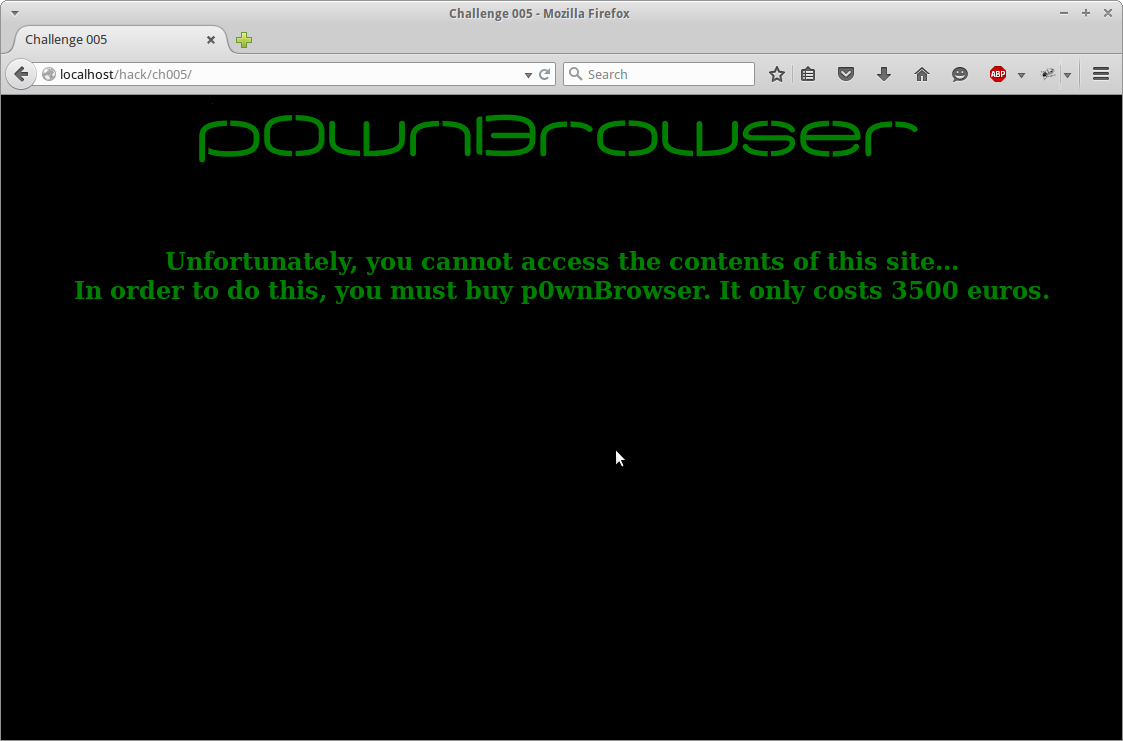 Challenge 005 - Mozilla Firefox
Challenge 005
localhost/hack/ch005/
Search
ABP
p0wnBrowser
Unfortunately, you cannot access the contents of this site...
In order to do this, you must buy p0wnBrowser. It only costs 3500 euros.